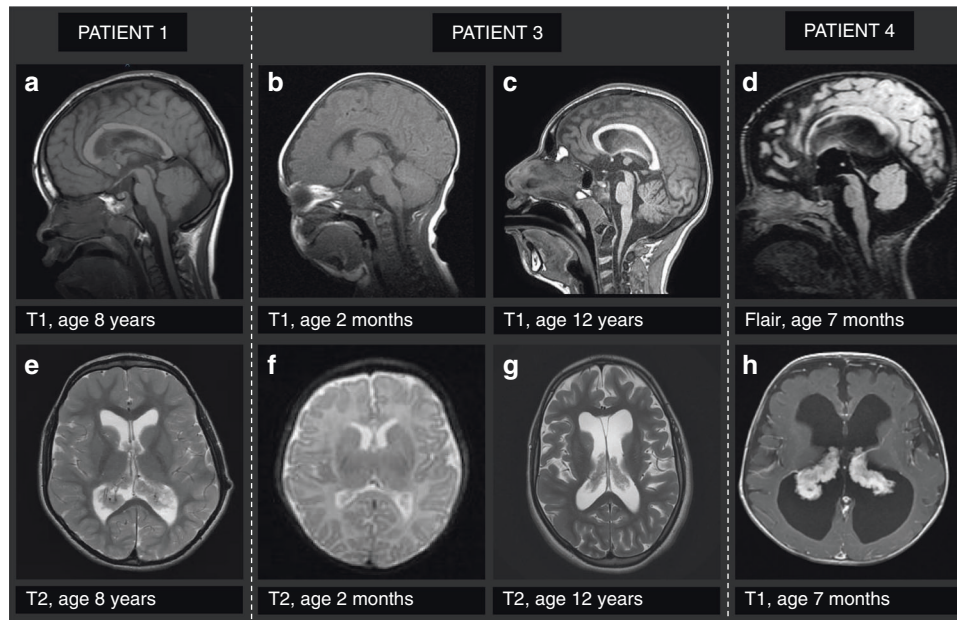 PATIENT 1
PATIENT 3
PATIENT 4
a
b
c
d
T1, age 8 years
T1, age 2 months
T1, age 12 years
Flair, age 7 months
e
f
g
h
T2, age 8 years
T2, age 2 months
T2, age 12 years
T1, age 7 months